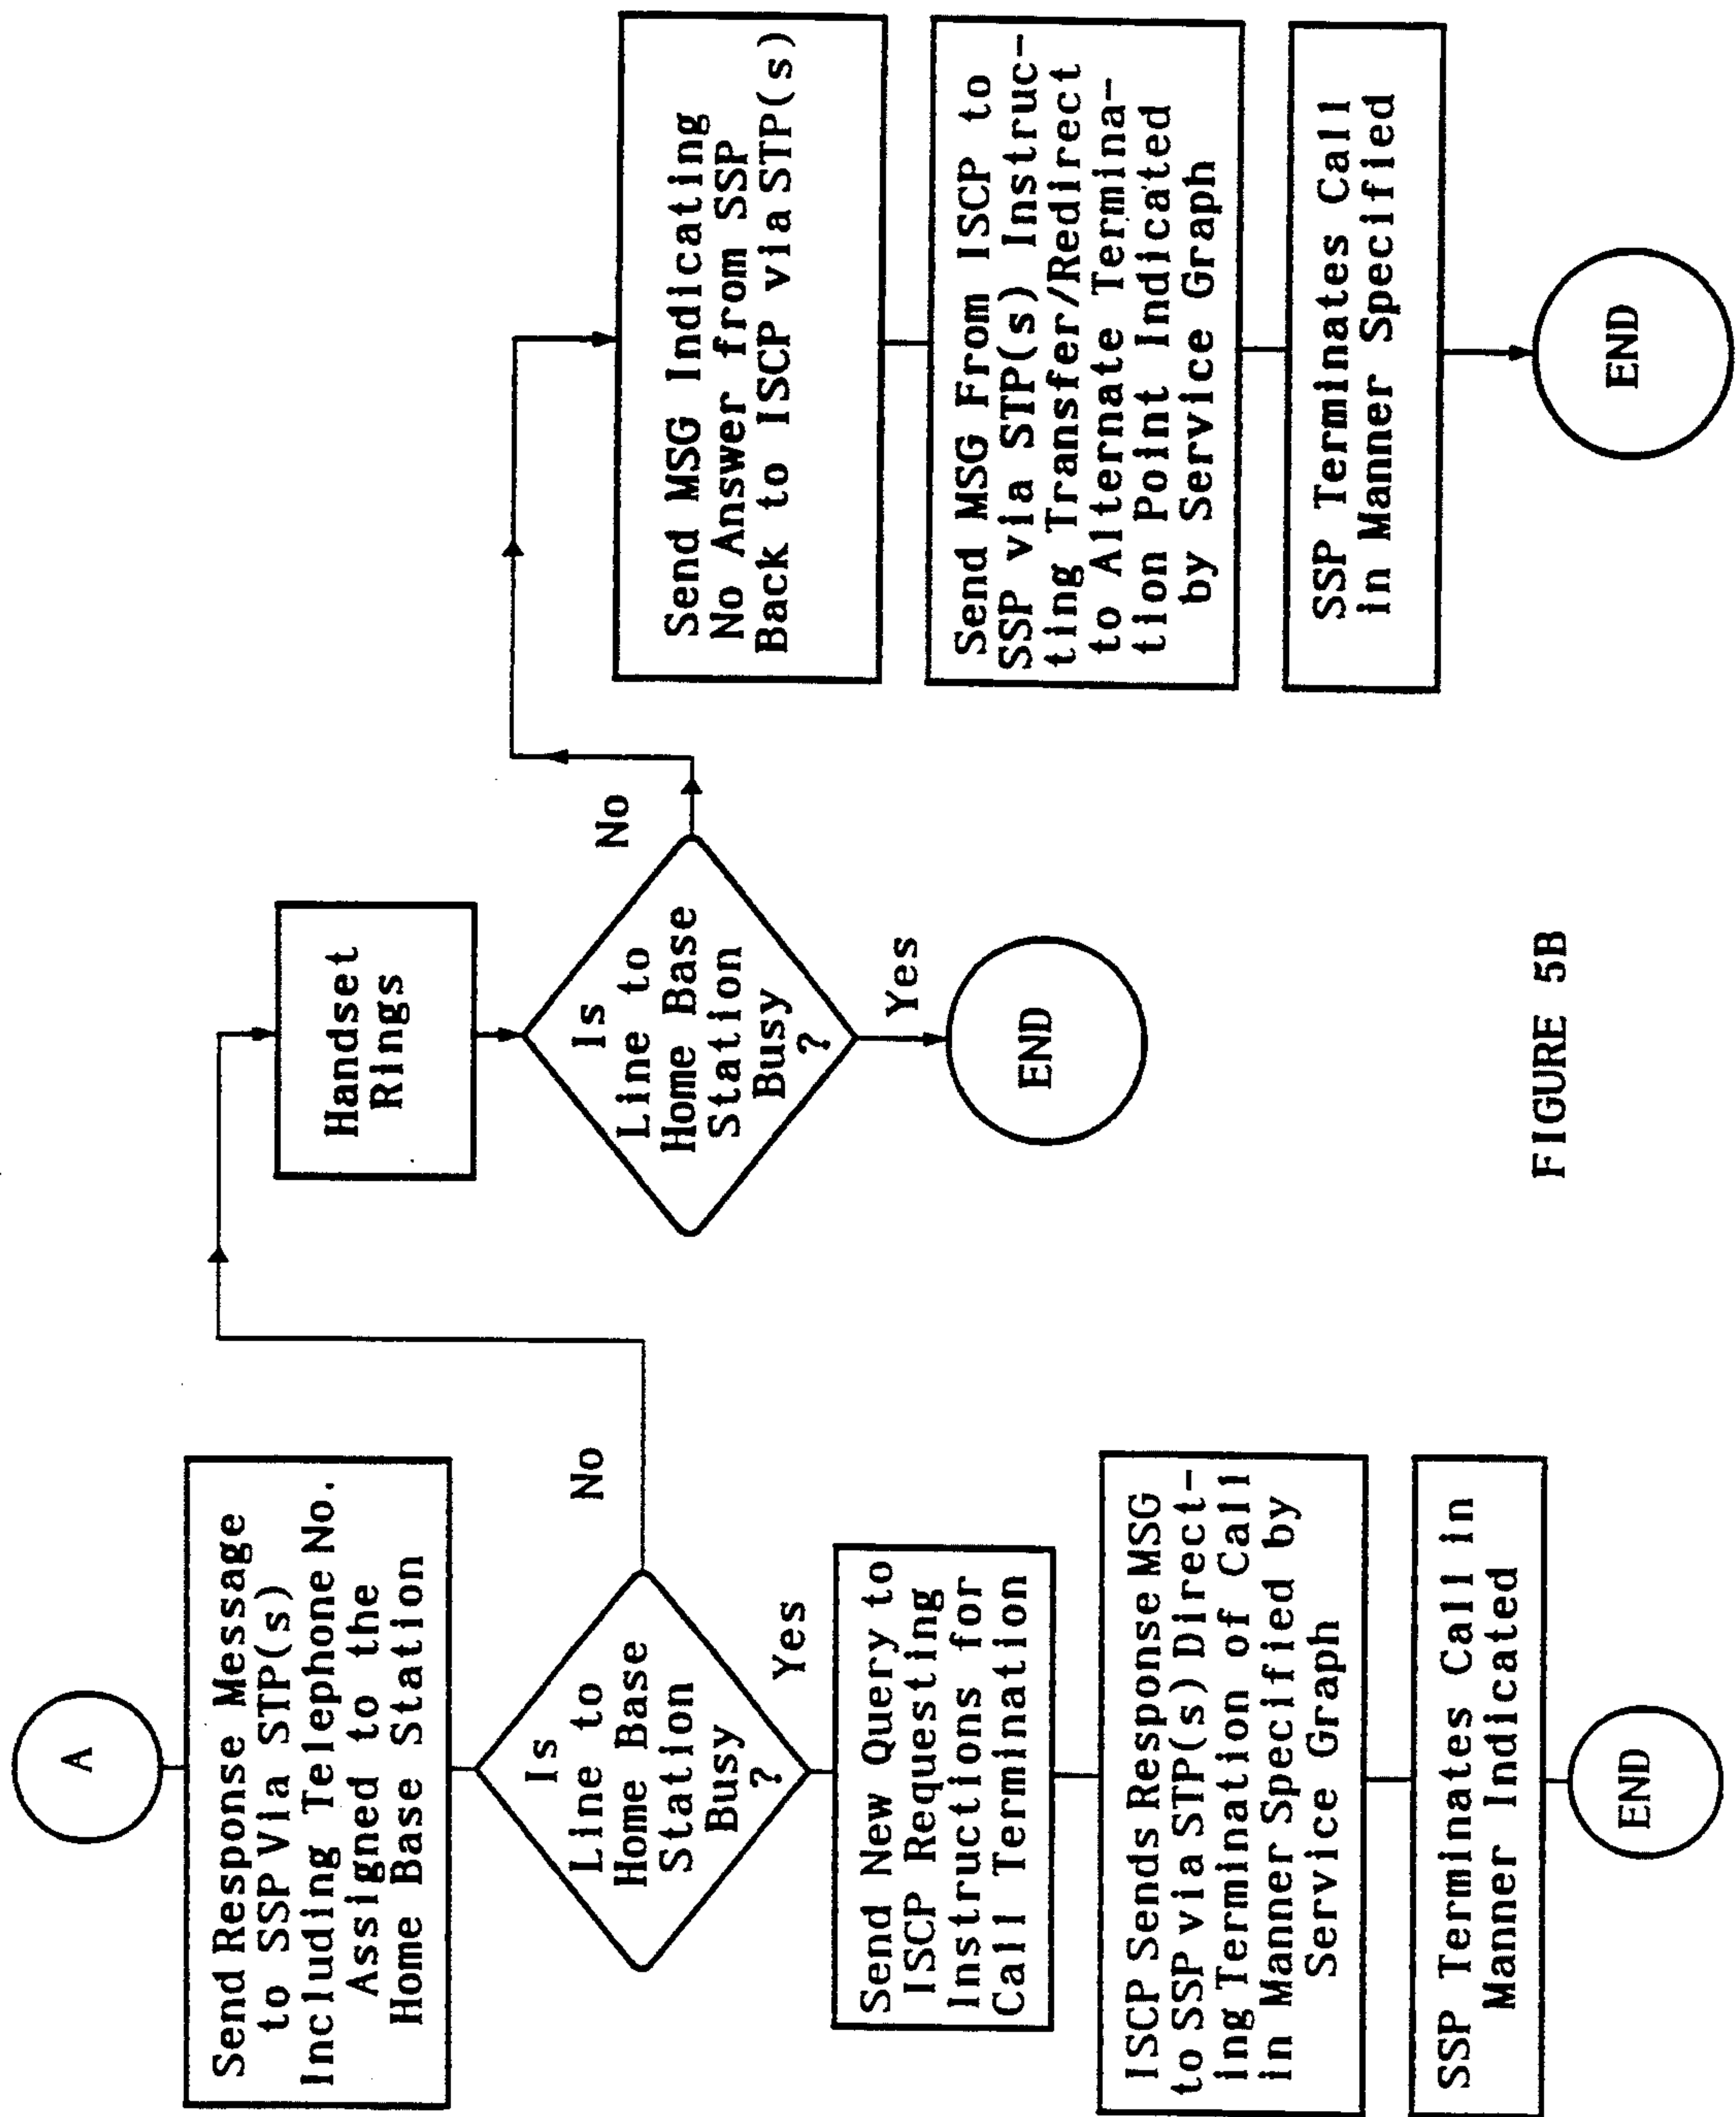 A
Send Response Message
to SSP Via STP(s)
Including Telephone No.
Assigned to the
Home Base Station
Is
Line to
Home Base
Station
Busy
?
No
Yes
Send New Query to
ISCP Requesting
Instructions for
Call Termination
ISCP Sends Response MSG
to SSP via STP(s) Direct-
ing Termination of Call
in Manner Specified by
Service Graph
SSP Terminates Call in
Manner Indicated
END
Handset
Rings
Is
Line to
Home Base
Station
Busy
?
No
Yes
END
Send MSG Indicating
No Answer from SSP
Back to ISCP via STP(s)
Send MSG From ISCP to
SSP via STP(s) Instruc-
ting Transfer/Redirect
to Alternate Termina-
tion Point Indicated
by Service Graph
SSP Terminates Call
in Manner Specified
END
FIGURE 5B